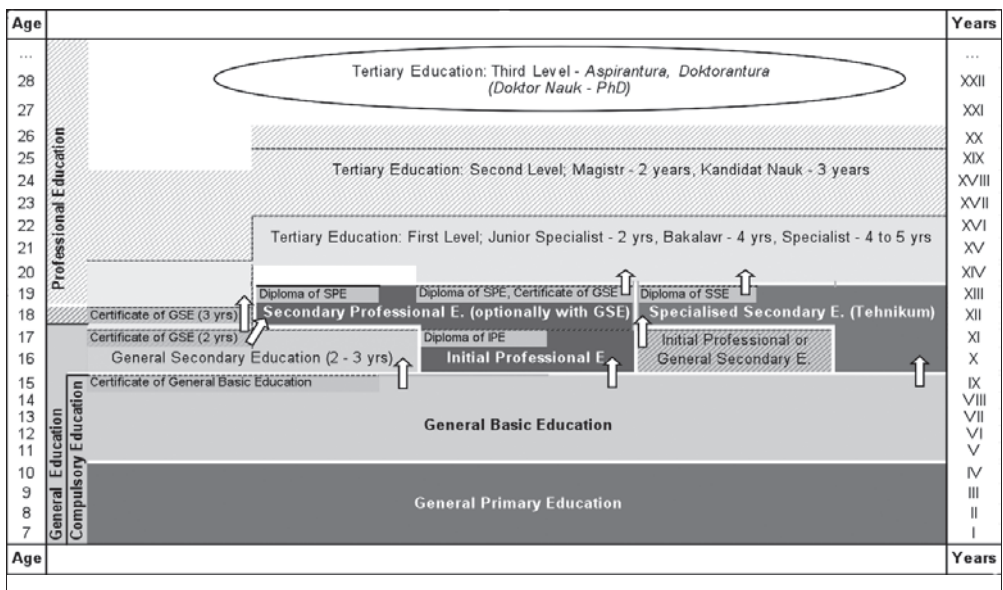 Age
Years
...
...
28
XXII
27
XXI
26
XX
25
XIX
24
XVIII
23
XVII
22
XVI
21
XV
20
XIV
19
XIII
18
XII
17
XI
16
X
15
IX
14
VIII
13
VII
12
VI
11
V
10
IV
9
III
8
II
7
I
Age
Years
Professional Education
General Education
Compulsory Education
Tertiary Education: Third Level - Aspirantura, Doktorantura
(Doktor Nauk - PhD)
Tertiary Education: Second Level; Magistr - 2 years, Kandidat Nauk - 3 years
Tertiary Education: First Level; Junior Specialist - 2 yrs, Bakalavr - 4 yrs, Specialist - 4 to 5 yrs
Diploma of SPE
Diploma of SPE, Certificate of GSE
Diploma of SSE
Certificate of GSE (3 yrs)
Secondary Professional E. (optionally with GSE)
Specialised Secondary E. (Tehnikum)
Certificate of GSE (2 yrs)
Diploma of IPE
Initial Professional or
General Secondary E.
General Secondary Education (2 - 3 yrs)
Initial Professional E.
Certificate of General Basic Education
General Basic Education
General Primary Education